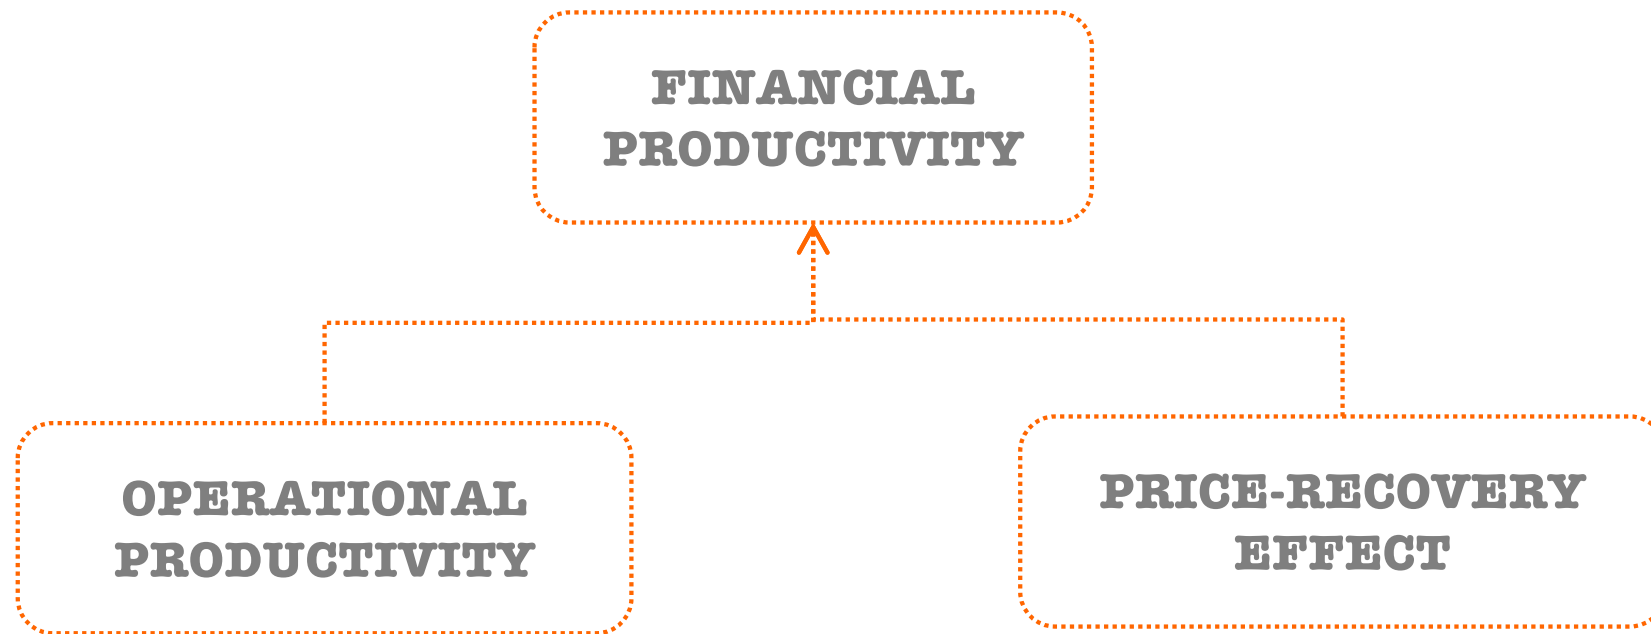 FINANCIAL
PRODUCTIVITY
OPERATIONAL
PRODUCTIVITY
PRICE-RECOVERY
EFFECT